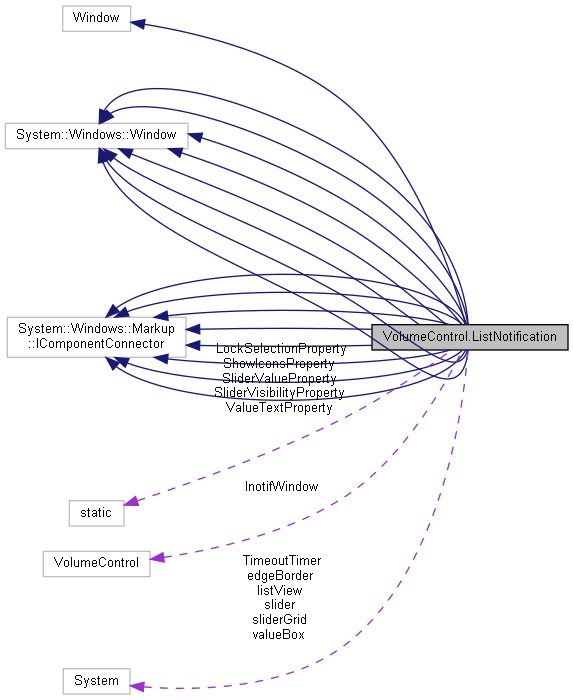 Window
System::Windows::Window
System::Windows::Markup
::IComponentConnector
VolumeControl.ListNotification
LockSelectionProperty
ShowIconsProperty
SliderValueProperty
SliderVisibilityProperty
ValueTextProperty
static
lnotifWindow
VolumeControl
TimeoutTimer
edgeBorder
listView
slider
sliderGrid
valueBox
System